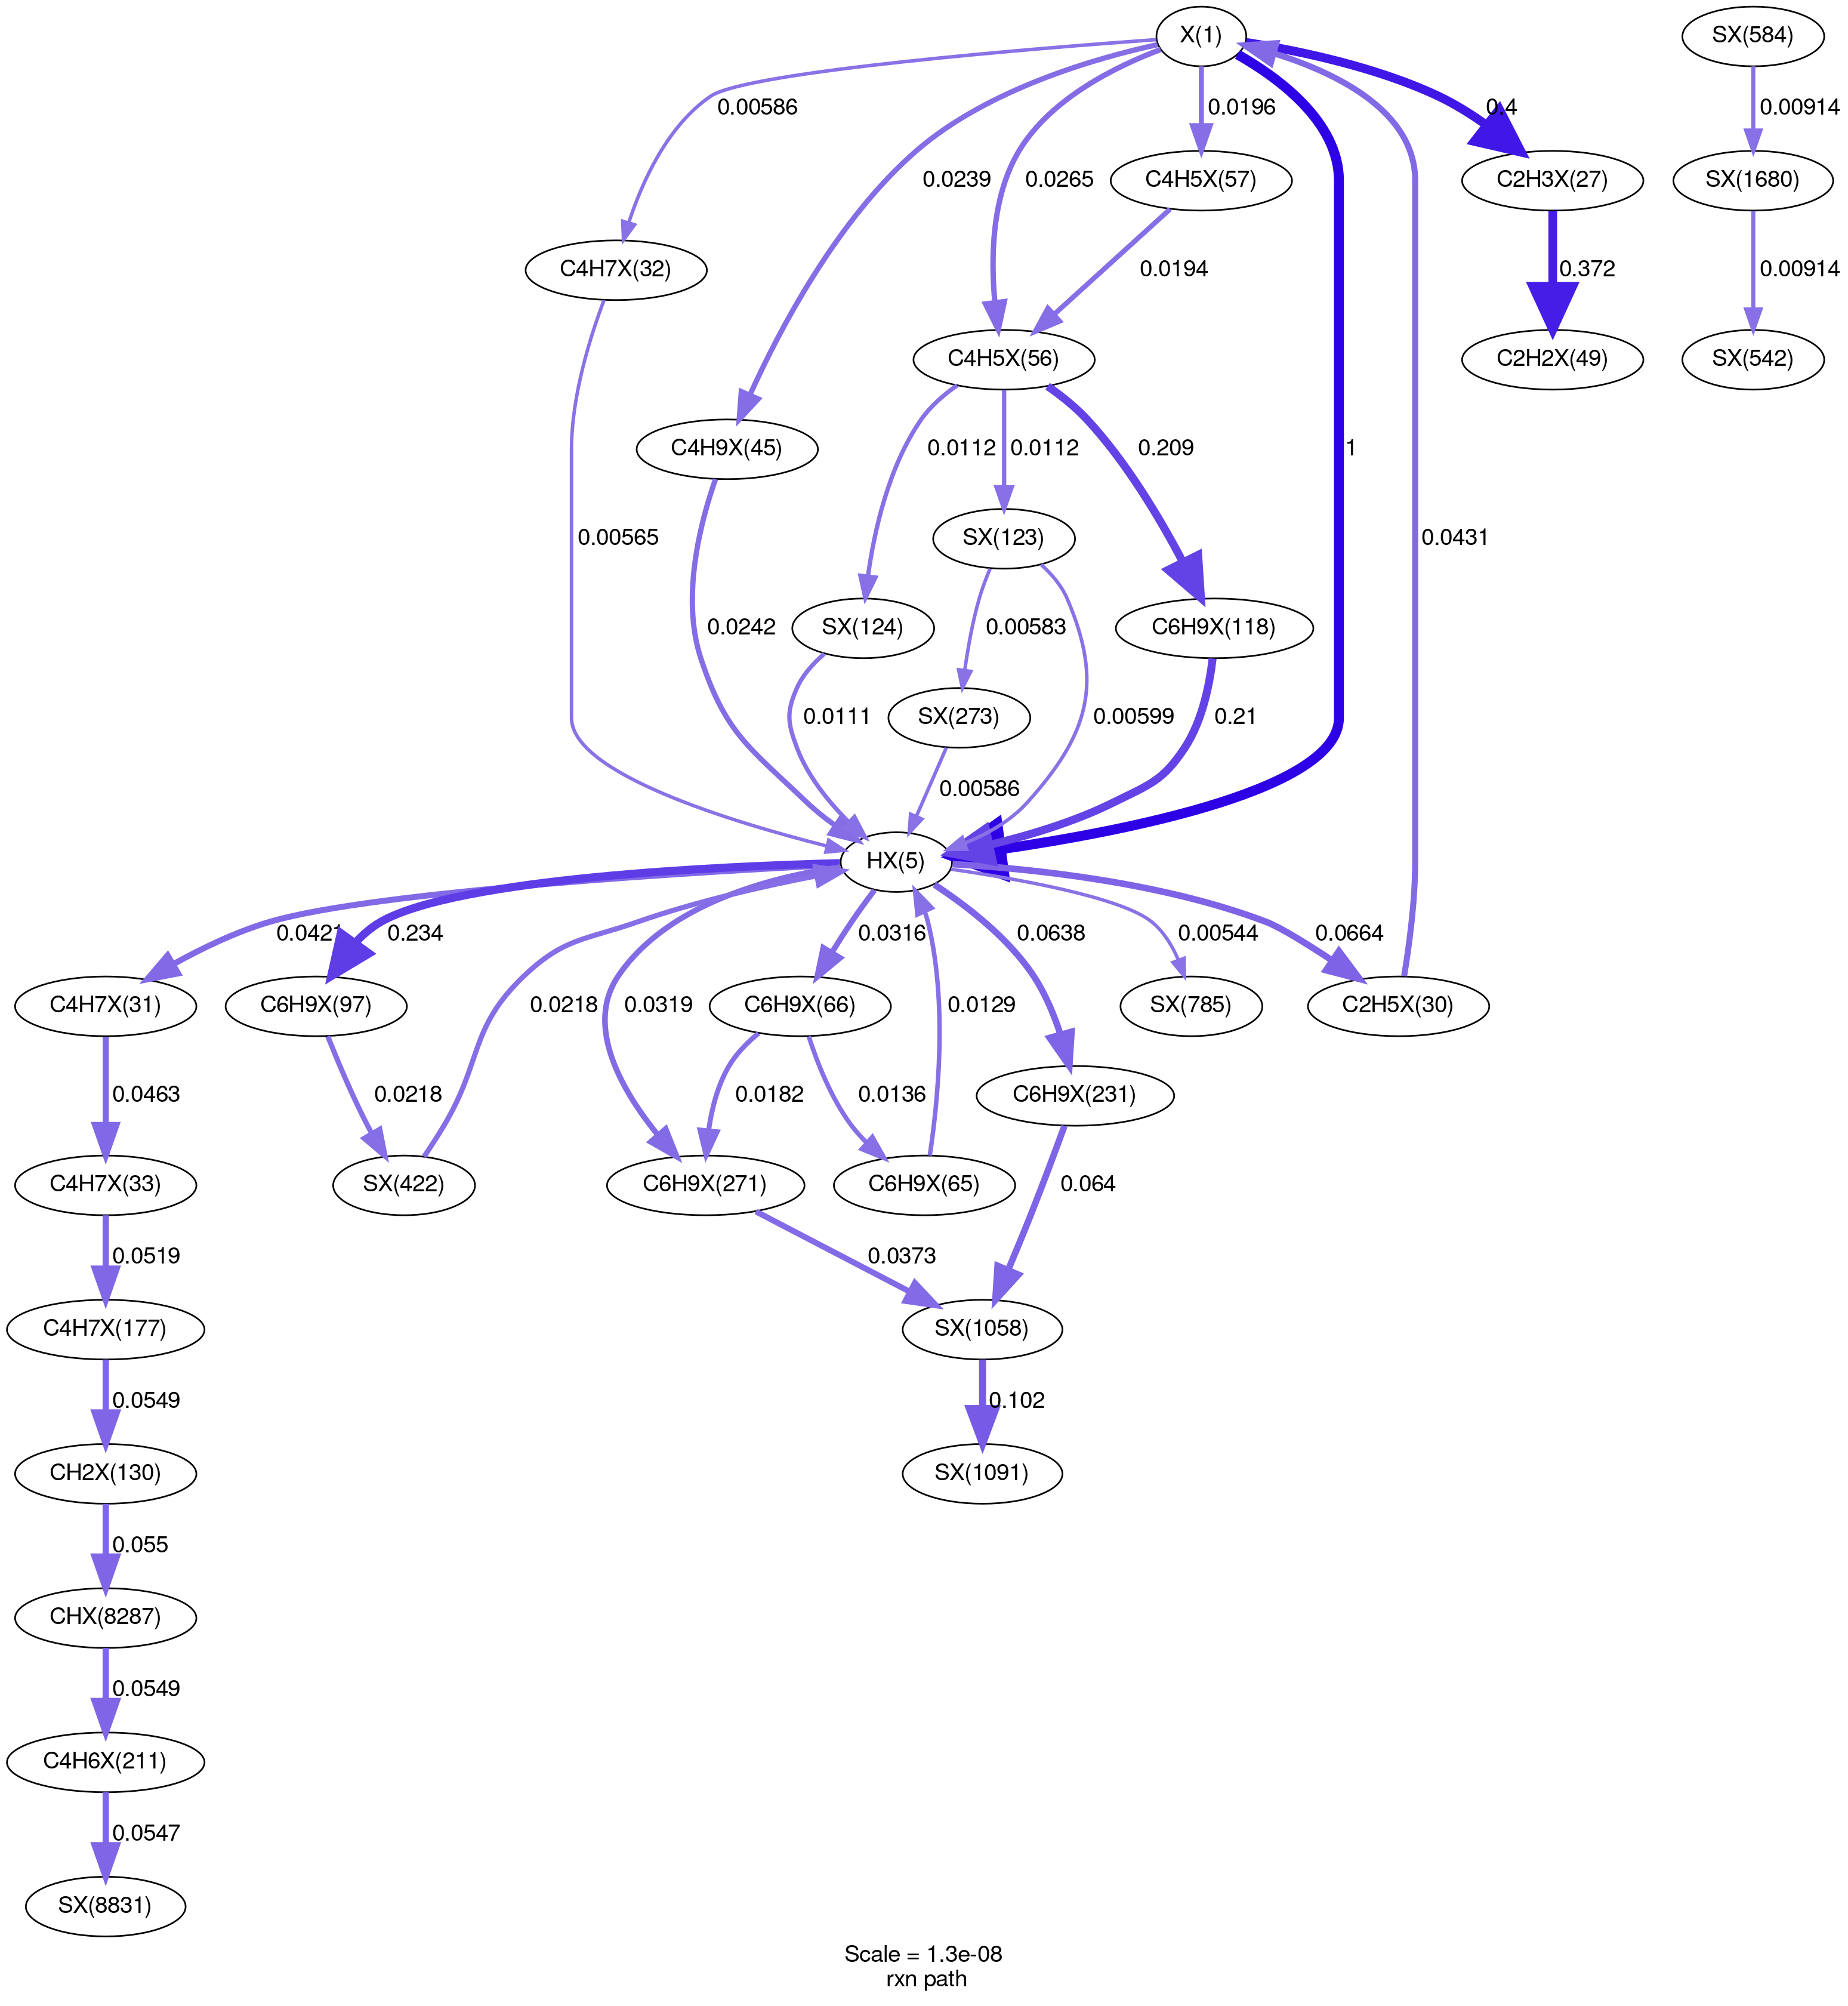 X(1)
SX(584)
0.00586
0.0239
0.0265
0.0196
0.4
0.00914
C4H5X(57)
C2H3X(27)
SX(1680)
C4H7X(32)
0.0194
0.372
0.00914
C4H5X(56)
C2H2X(49)
SX(542)
C4H9X(45)
0.0112
0.0112
0.209
1
0.00565
SX(123)
0.0431
0.0242
SX(124)
0.00583
C6H9X(118)
0.0111
SX(273)
0.00599
0.21
0.00586
HX(5)
0.0421
0.234
0.0316
0.0638
0.00544
0.0664
C4H7X(31)
C6H9X(97)
0.0218
0.0319
C6H9X(66)
0.0129
SX(785)
C2H5X(30)
0.0463
0.0218
0.0182
0.0136
C6H9X(231)
C4H7X(33)
SX(422)
C6H9X(271)
C6H9X(65)
0.064
0.0519
0.0373
C4H7X(177)
SX(1058)
0.0549
0.102
CH2X(130)
SX(1091)
0.055
CHX(8287)
0.0549
C4H6X(211)
0.0547
SX(8831)
Scale = 1.3e-08
rxn path